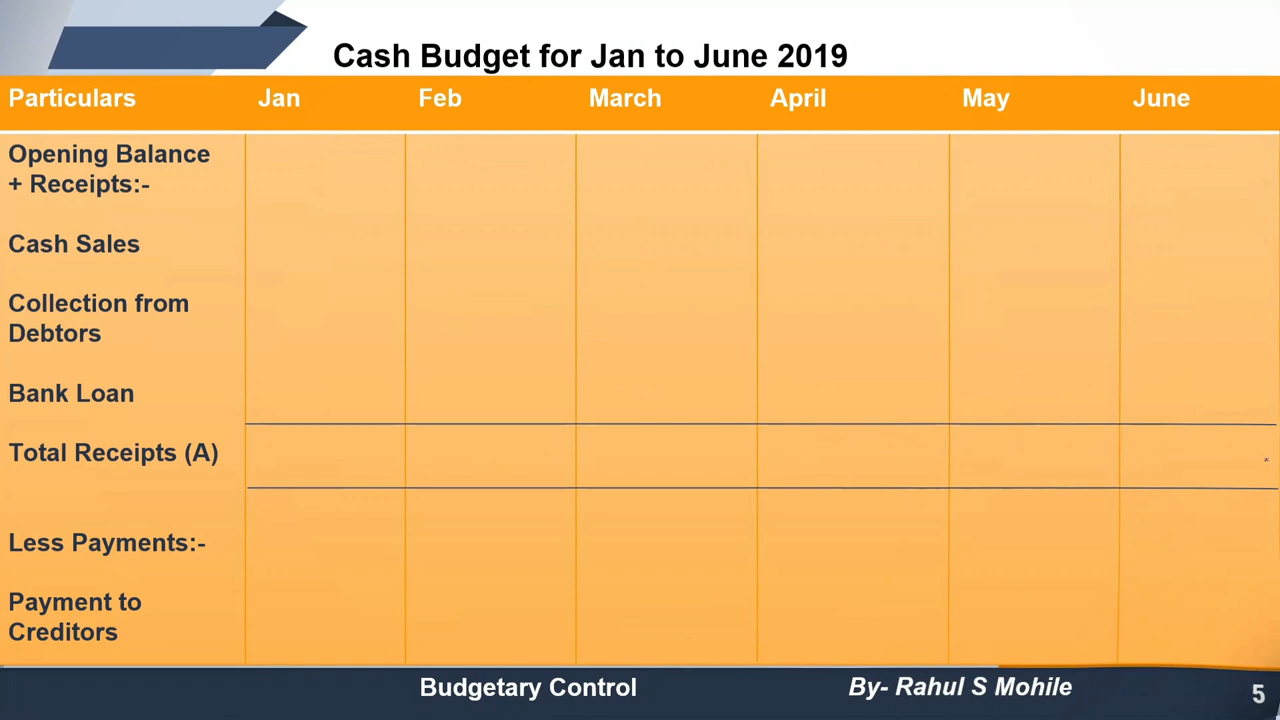 Cash Budget for Jan to June 2019
Particulars Jan Feb March April May June
Opening Balance
+ Receipts:-
Cash Sales
Collection from
Debtors
Bank Loan
Total Receipts (A)
Less Payments:-
Payment to
Creditors
Budgetary Control By- Rahul S Mohile 5